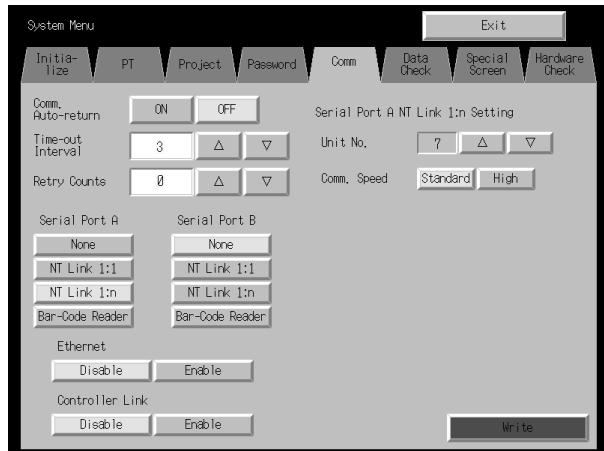 System Menu
Exit
Initia-
lize
PT
Project
Password
Comm
Data
Check
Special
Screen
Hardware
Check
Comm.
Auto-return
ON
OFF
Serial Port A NT Link 1:n Setting
Time-out
Interval
3
△
▽
Unit No.
7
△
▽
Retry Counts
0
△
▽
Comm. Speed
Standard
High
Serial Port A
Serial Port B
None
None
NT Link 1:1
NT Link 1:1
NT Link 1:n
NT Link 1:n
Bar-Code Reader
Bar-Code Reader
Ethernet
Disable
Enable
Controller Link
Disable
Enable
Write